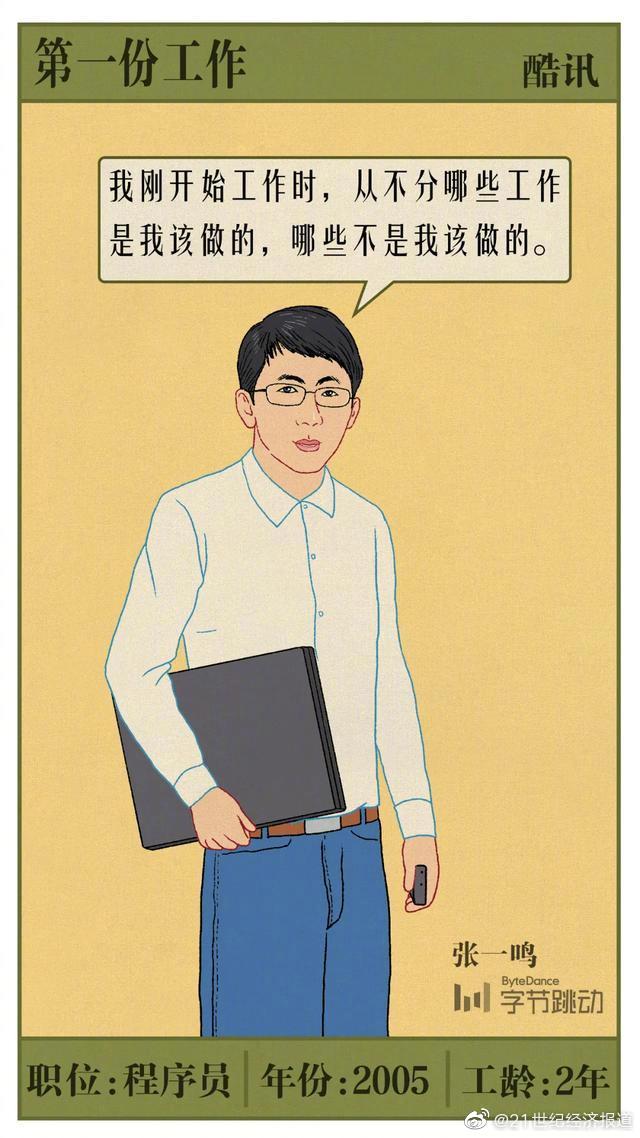 第一份工作
酷讯
我刚开始工作时，从不分哪些工作
是我该做的，哪些不是我该做的。
张一鸣
ByteDance
字节跳动
职位:程序员
年份:2005
工龄:2年
@21世纪经济报道